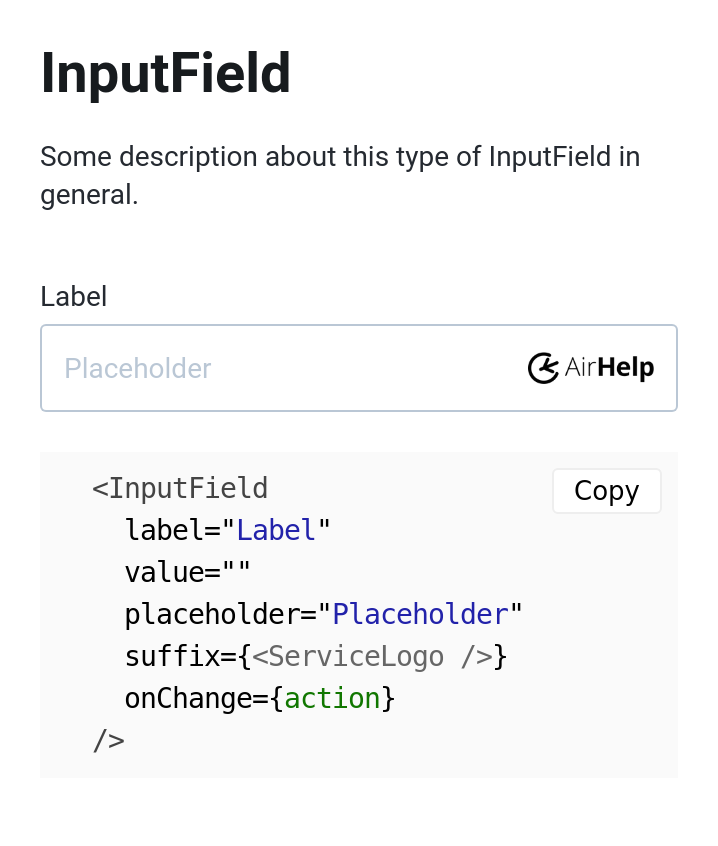 InputField
Some description about this type of InputField in
general.
Label
Placeholder AirHelp
Copy
<InputField
  label="Label"
  value=""
  placeholder="Placeholder"
  suffix={<ServiceLogo />}
  onChange={action}
/>